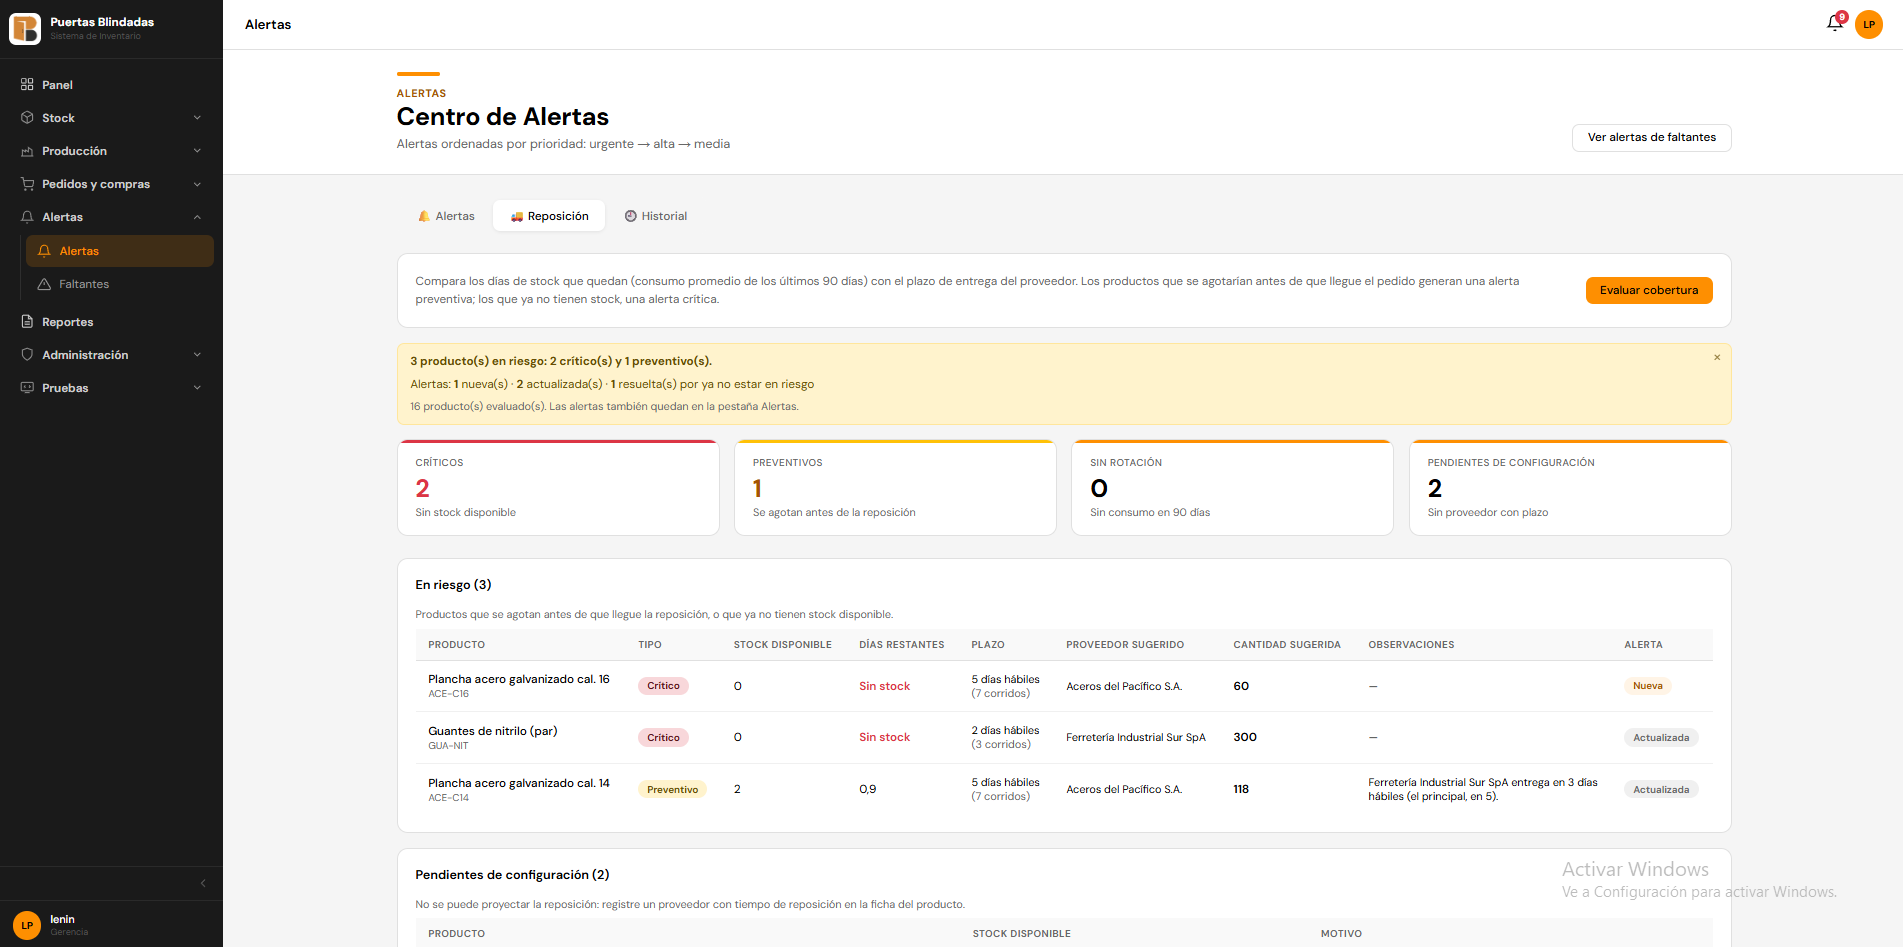 Puertas Blindadas
Sistema de Inventario
Panel
Stock
Producción
Pedidos y compras
Alertas
Alertas
Faltantes
Reportes
Administración
Pruebas
LP
lenin
Gerencia
Alertas
9
LP
ALERTAS
Centro de Alertas
Alertas ordenadas por prioridad: urgente → alta → media
Ver alertas de faltantes
Alertas
Reposición
Historial
Compara los días de stock que quedan (consumo promedio de los últimos 90 días) con el plazo de entrega del proveedor. Los productos que se agotarían antes de que llegue el pedido generan una alerta
preventiva; los que ya no tienen stock, una alerta crítica.
Evaluar cobertura
3 producto(s) en riesgo: 2 crítico(s) y 1 preventivo(s).
×
Alertas: 1 nueva(s) · 2 actualizada(s) · 1 resuelta(s) por ya no estar en riesgo
16 producto(s) evaluado(s). Las alertas también quedan en la pestaña Alertas.
CRÍTICOS
2
Sin stock disponible
PREVENTIVOS
1
Se agotan antes de la reposición
SIN ROTACIÓN
0
Sin consumo en 90 días
PENDIENTES DE CONFIGURACIÓN
2
Sin proveedor con plazo
En riesgo (3)
Productos que se agotan antes de que llegue la reposición, o que ya no tienen stock disponible.
PRODUCTO TIPO STOCK DISPONIBLE DÍAS RESTANTES PLAZO PROVEEDOR SUGERIDO CANTIDAD SUGERIDA OBSERVACIONES ALERTA
Plancha acero galvanizado cal. 16
ACE-C16
Crítico
0
Sin stock
5 días hábiles
(7 corridos)
Aceros del Pacífico S.A.
60
—
Nueva
Guantes de nitrilo (par)
GUA-NIT
Crítico
0
Sin stock
2 días hábiles
(3 corridos)
Ferretería Industrial Sur SpA
300
—
Actualizada
Plancha acero galvanizado cal. 14
ACE-C14
Preventivo
2
0,9
5 días hábiles
(7 corridos)
Aceros del Pacífico S.A.
118
Ferretería Industrial Sur SpA entrega en 3 días
hábiles (el principal, en 5).
Actualizada
Pendientes de configuración (2)
No se puede proyectar la reposición: registre un proveedor con tiempo de reposición en la ficha del producto.
PRODUCTO STOCK DISPONIBLE MOTIVO
Activar Windows
Ve a Configuración para activar Windows.